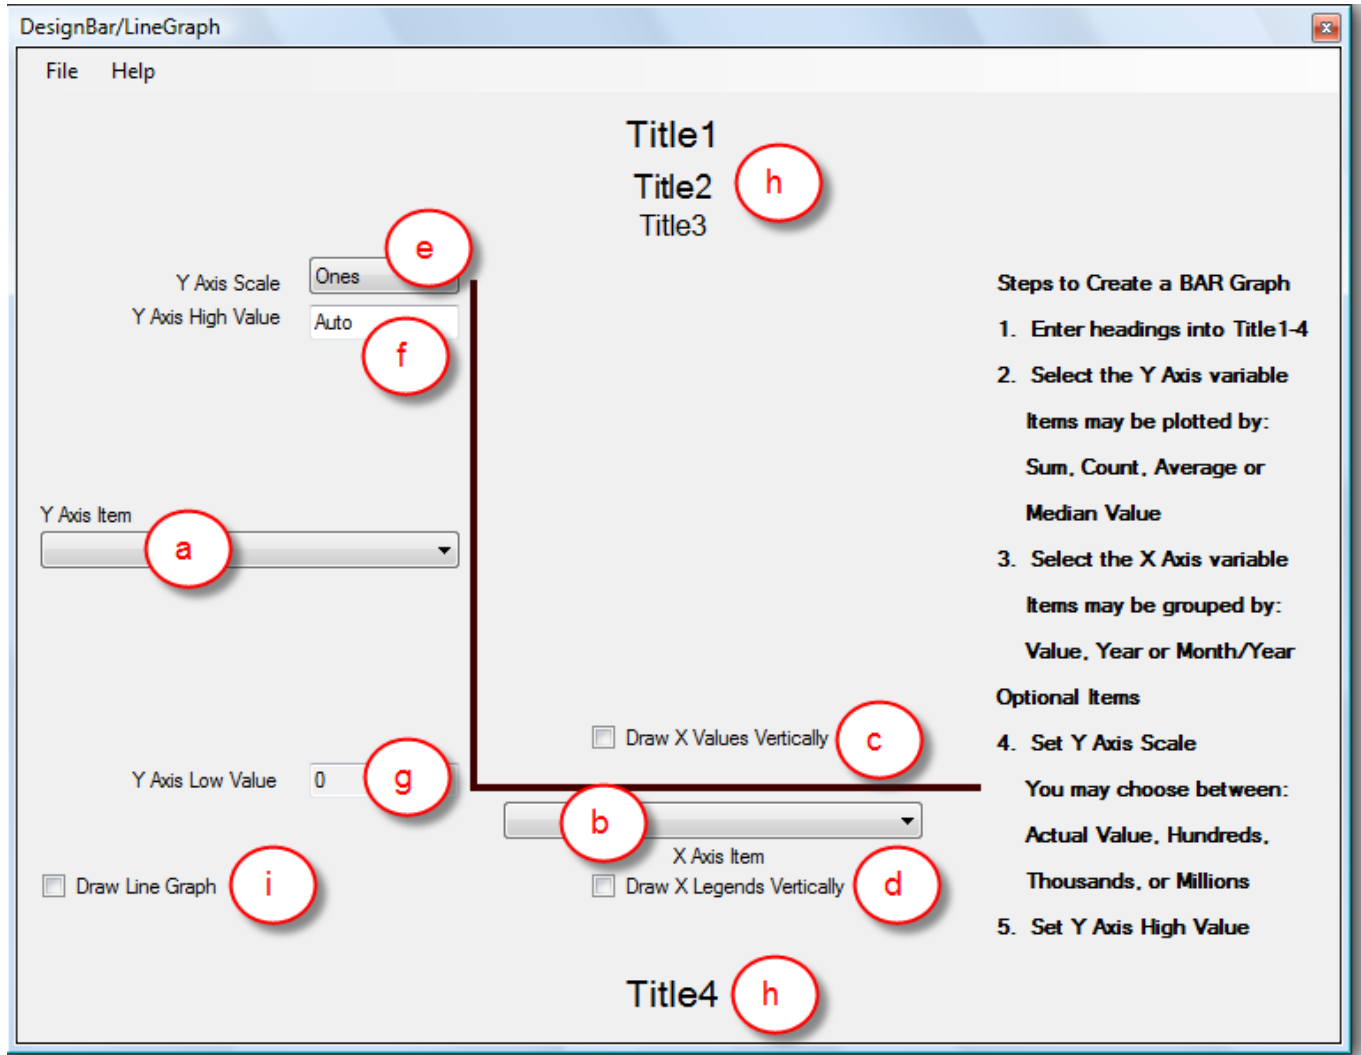 DesignBar/LineGraph
File Help
Title1
Title2 h
Title3
e
Y Axis Scale Ones
Y Axis High Value Auto
f
Y Axis Item
a
Draw X Values Vertically c
Y Axis Low Value 0 g
b
X Axis Item
Draw Line Graph i
Draw X Legends Vertically d
Title4 h
Steps to Create a BAR Graph
1. Enter headings into Title1-4
2. Select the Y Axis variable
Items may be plotted by:
Sum, Count, Average or
Median Value
3. Select the X Axis variable
Items may be grouped by:
Value, Year or Month/Year
Optional Items
4. Set Y Axis Scale
You may choose between:
Actual Value, Hundreds,
Thousands, or Millions
5. Set Y Axis High Value